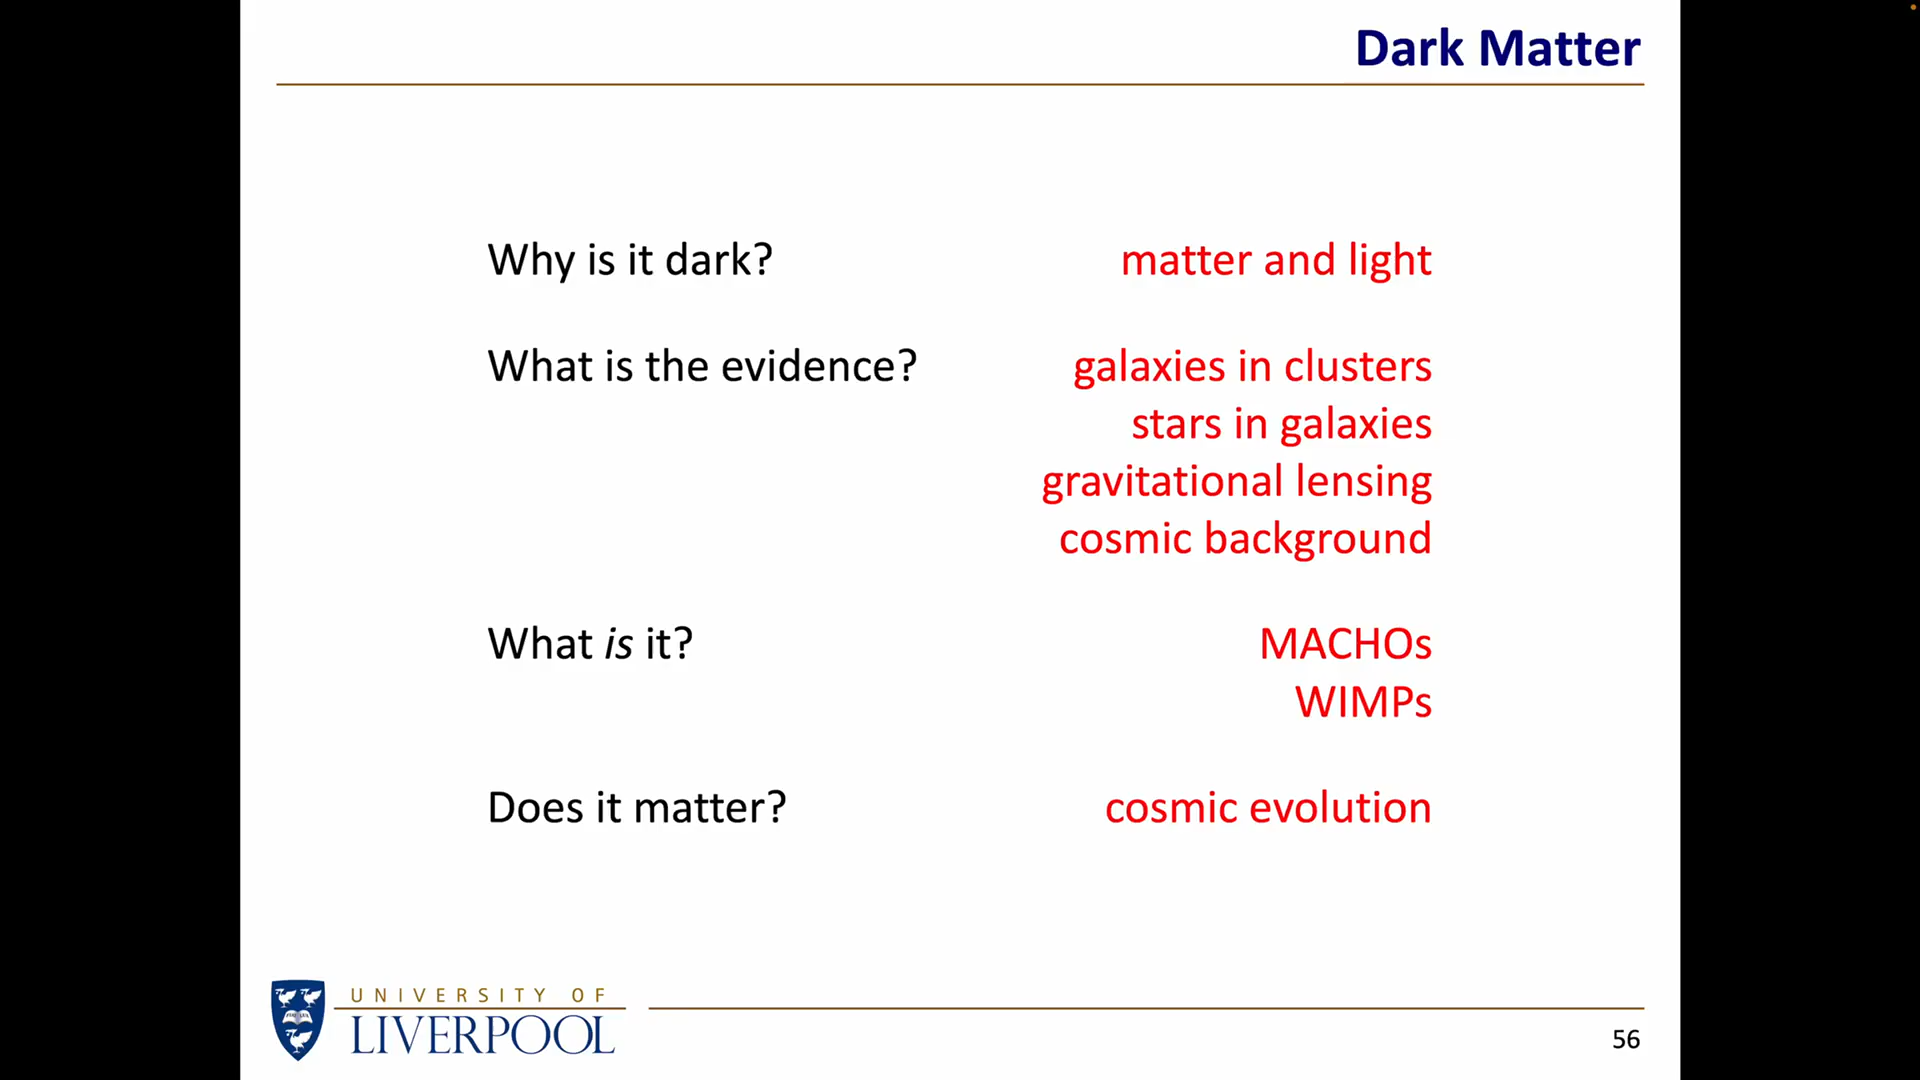 Dark Matter
Why is it dark? matter and light
What is the evidence? galaxies in clusters
stars in galaxies
gravitational lensing
cosmic background
What is it? MACHOs
WIMPs
Does it matter? cosmic evolution
UNIVERSITY OF
LIVERPOOL
56